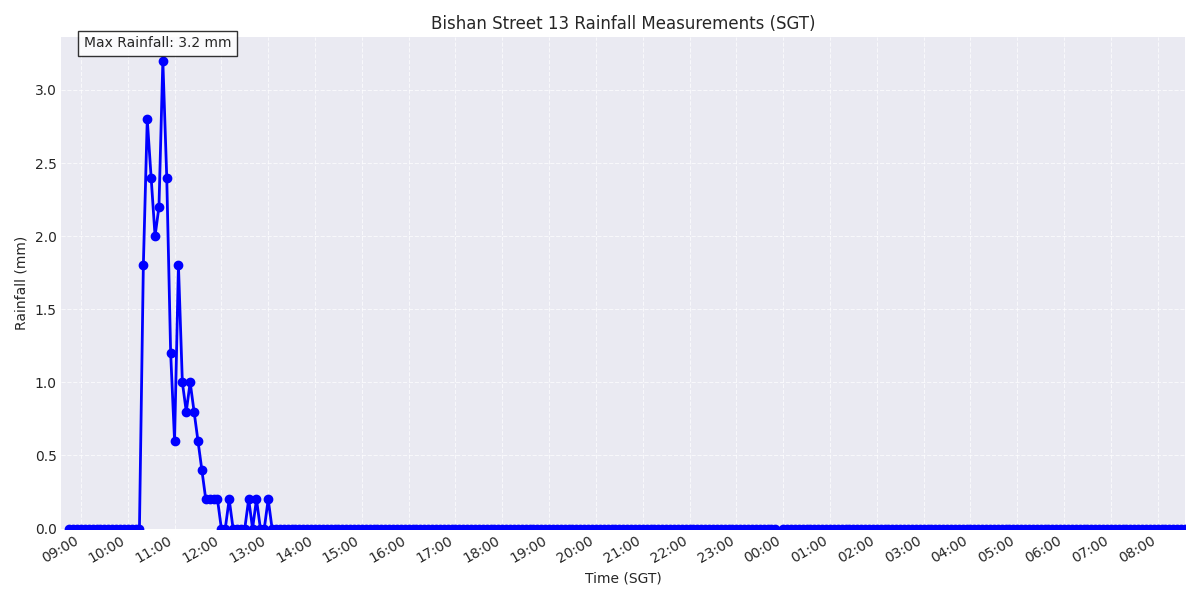 Bishan Street 13 Rainfall Measurements (SGT)
Max Rainfall: 3.2 mm
Rainfall (mm)
3.0
2.5
2.0
1.5
1.0
0.5
0.0
09:00 10:00 11:00 12:00 13:00 14:00 15:00 16:00 17:00 18:00 19:00 20:00 21:00 22:00 23:00 00:00 01:00 02:00 03:00 04:00 05:00 06:00 07:00 08:00
Time (SGT)